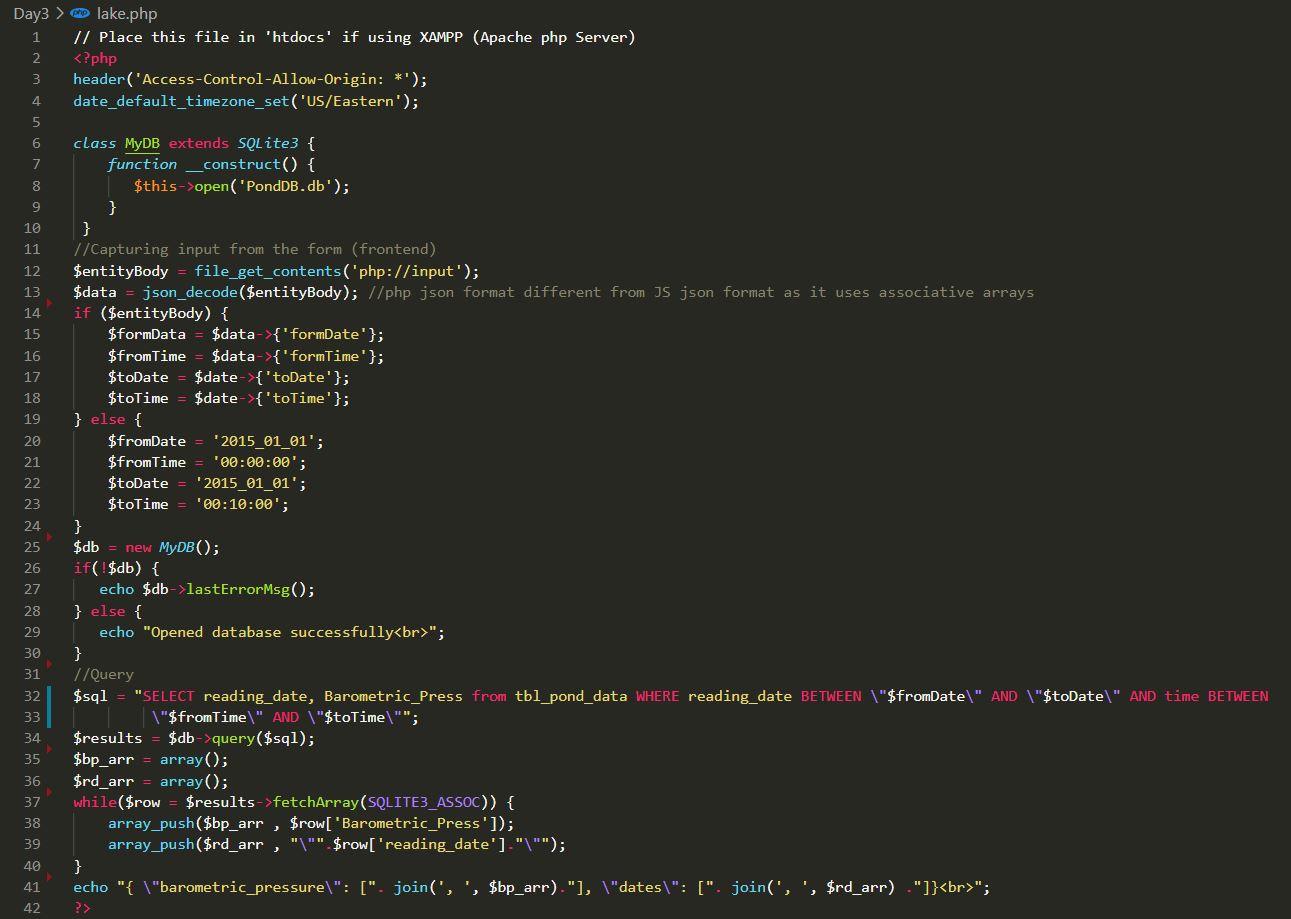 Day3 > php lake.php
1 // Place this file in 'htdocs' if using XAMPP (Apache php Server)
2 <?php
3 header('Access-Control-Allow-Origin: *');
4 date_default_timezone_set('US/Eastern');
5
6 class MyDB extends SQLite3 {
7     function __construct() {
8        $this->open('PondDB.db');
9     }
10  }
11 //Capturing input from the form (frontend)
12 $entityBody = file_get_contents('php://input');
13 $data = json_decode($entityBody); //php json format different from JS json format as it uses associative arrays
14 if ($entityBody) {
15     $formData = $data->{'formDate'};
16     $fromTime = $data->{'formTime'};
17     $toDate = $date->{'toDate'};
18     $toTime = $date->{'toTime'};
19 } else {
20     $fromDate = '2015_01_01';
21     $fromTime = '00:00:00';
22     $toDate = '2015_01_01';
23     $toTime = '00:10:00';
24 }
25 $db = new MyDB();
26 if(!$db) {
27    echo $db->lastErrorMsg();
28 } else {
29    echo "Opened database successfully<br>";
30 }
31 //Query
32 $sql = "SELECT reading_date, Barometric_Press from tbl_pond_data WHERE reading_date BETWEEN \"$fromDate\" AND \"$toDate\" AND time BETWEEN
33          \"$fromTime\" AND \"$toTime\"";
34 $results = $db->query($sql);
35 $bp_arr = array();
36 $rd_arr = array();
37 while($row = $results->fetchArray(SQLITE3_ASSOC)) {
38     array_push($bp_arr , $row['Barometric_Press']);
39     array_push($rd_arr , "\"".$row['reading_date']."\"");
40 }
41 echo "{ \"barometric_pressure\": [". join(', ', $bp_arr)."], \"dates\": [". join(', ', $rd_arr) ."]}<br>";
42 ?>